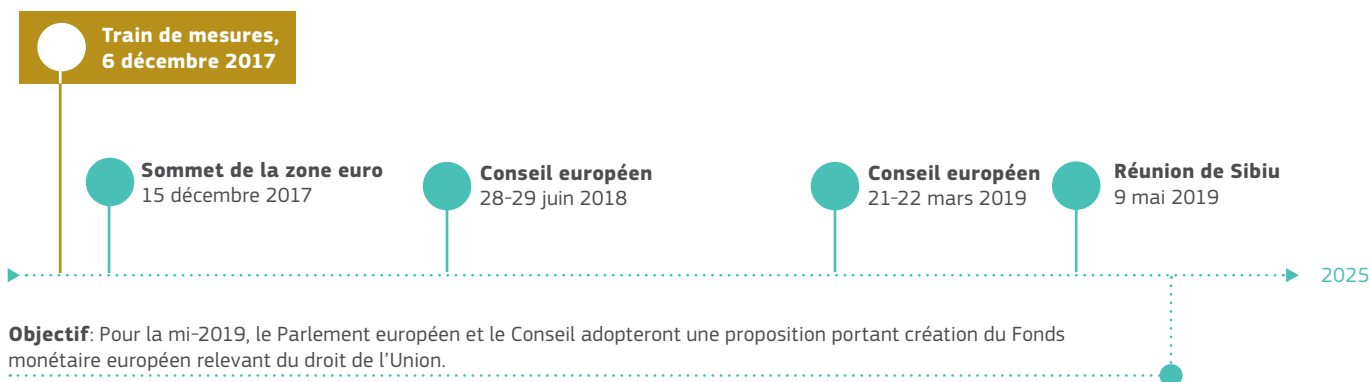 Train de mesures,
6 décembre 2017
Sommet de la zone euro
15 décembre 2017
Conseil européen
28-29 juin 2018
Conseil européen
21-22 mars 2019
Réunion de Sibiu
9 mai 2019
2025
Objectif: Pour la mi-2019, le Parlement européen et le Conseil adopteront une proposition portant création du Fonds
monétaire européen relevant du droit de l’Union.